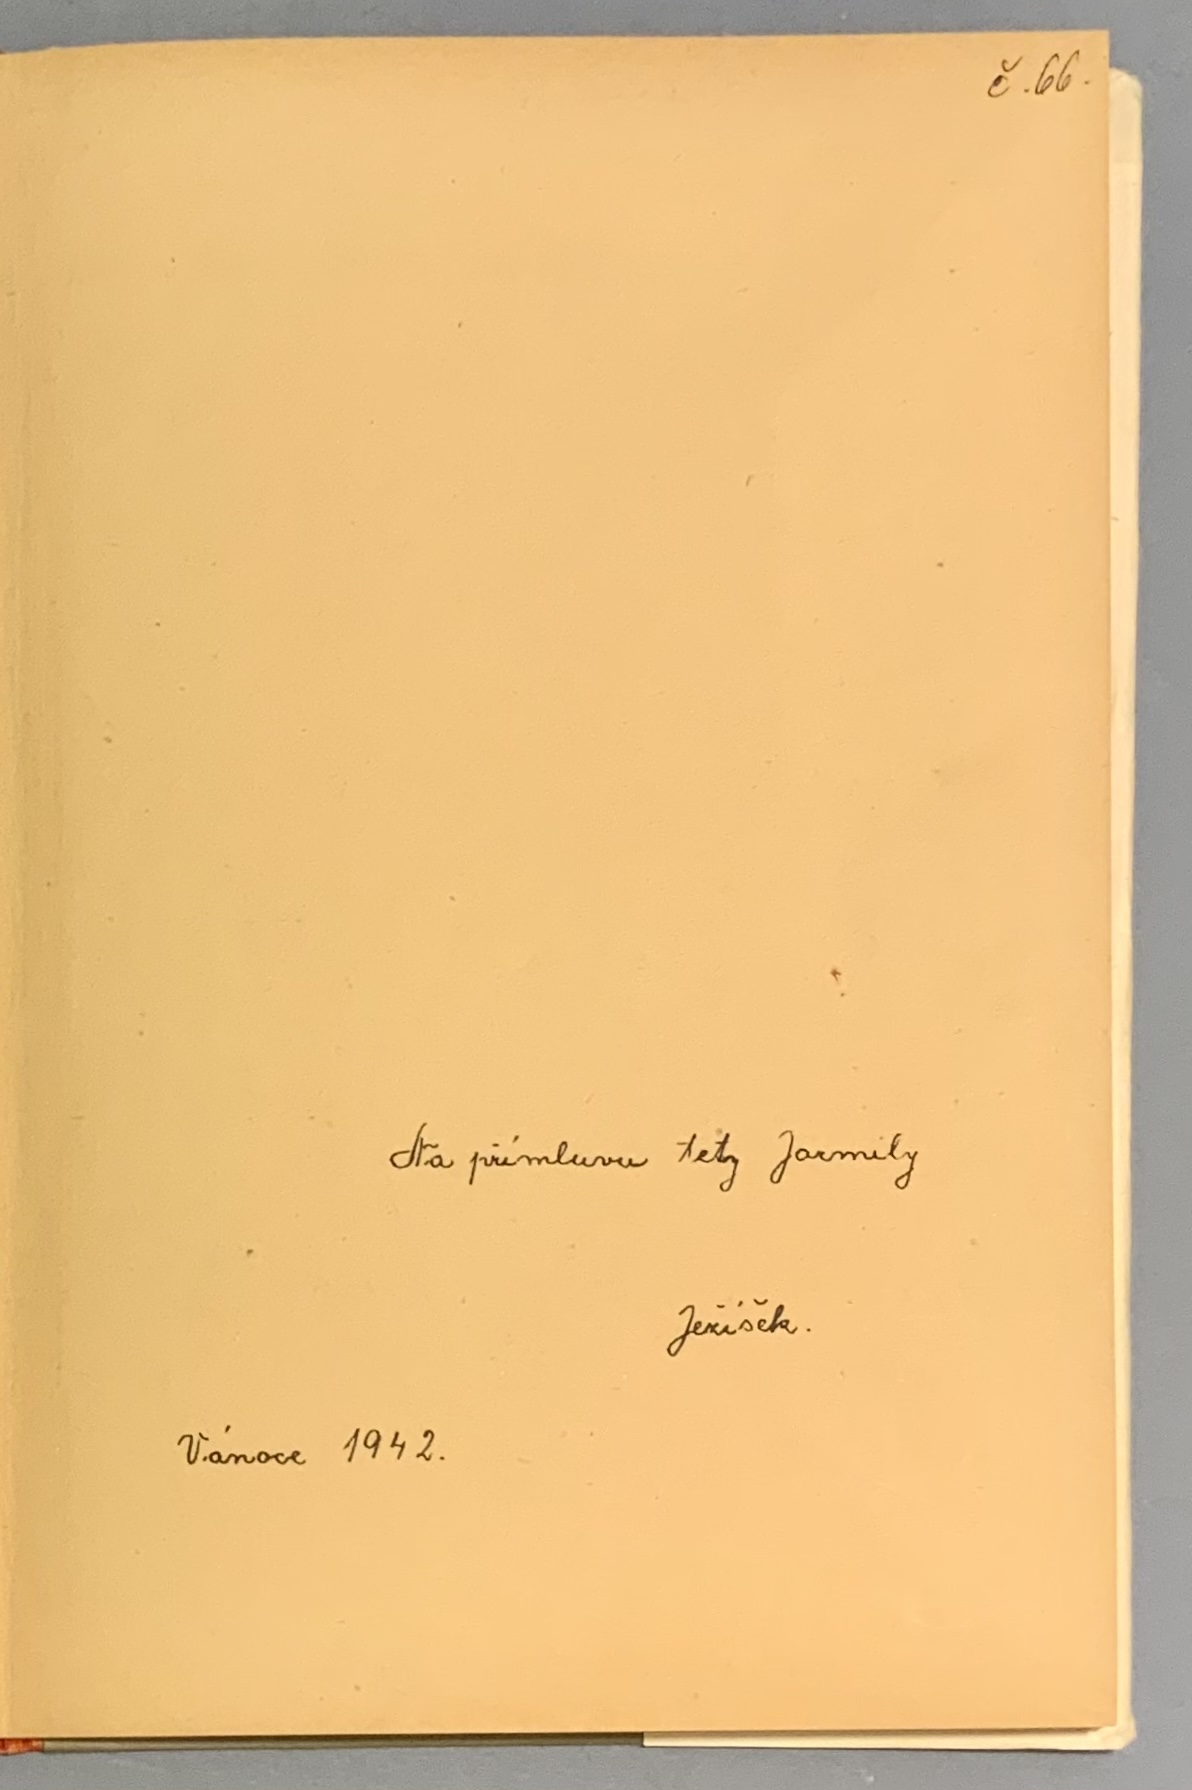 č. 66.
Na přímluvu tety Jarmily
Ježíšek.
Vánoce 1942.